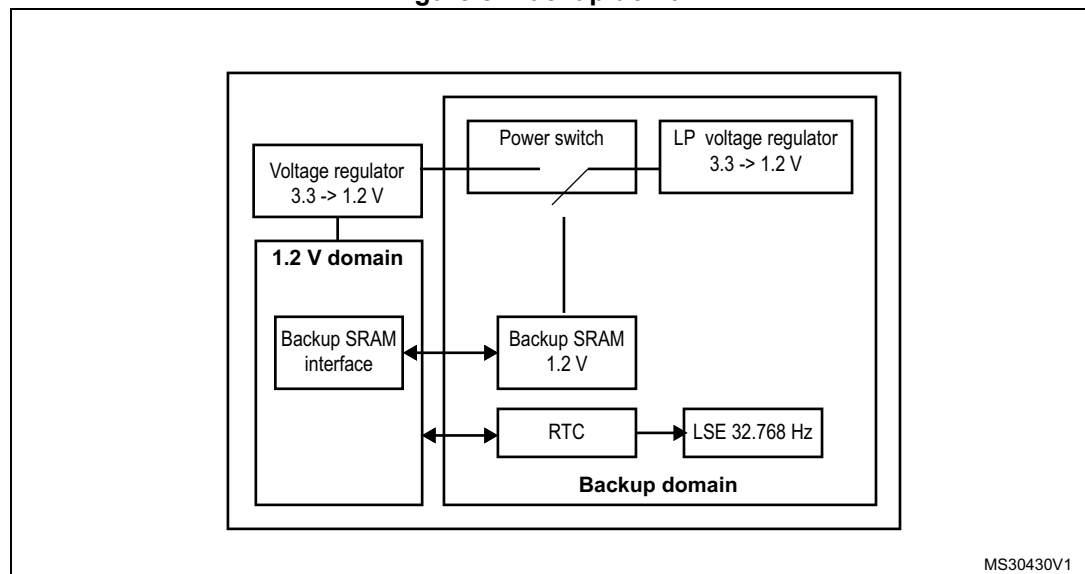 Power switch
LP voltage regulator
3.3 -> 1.2 V
Voltage regulator
3.3 -> 1.2 V
1.2 V domain
Backup SRAM
interface
Backup SRAM
1.2 V
RTC
LSE 32.768 Hz
Backup domain
MS30430V1